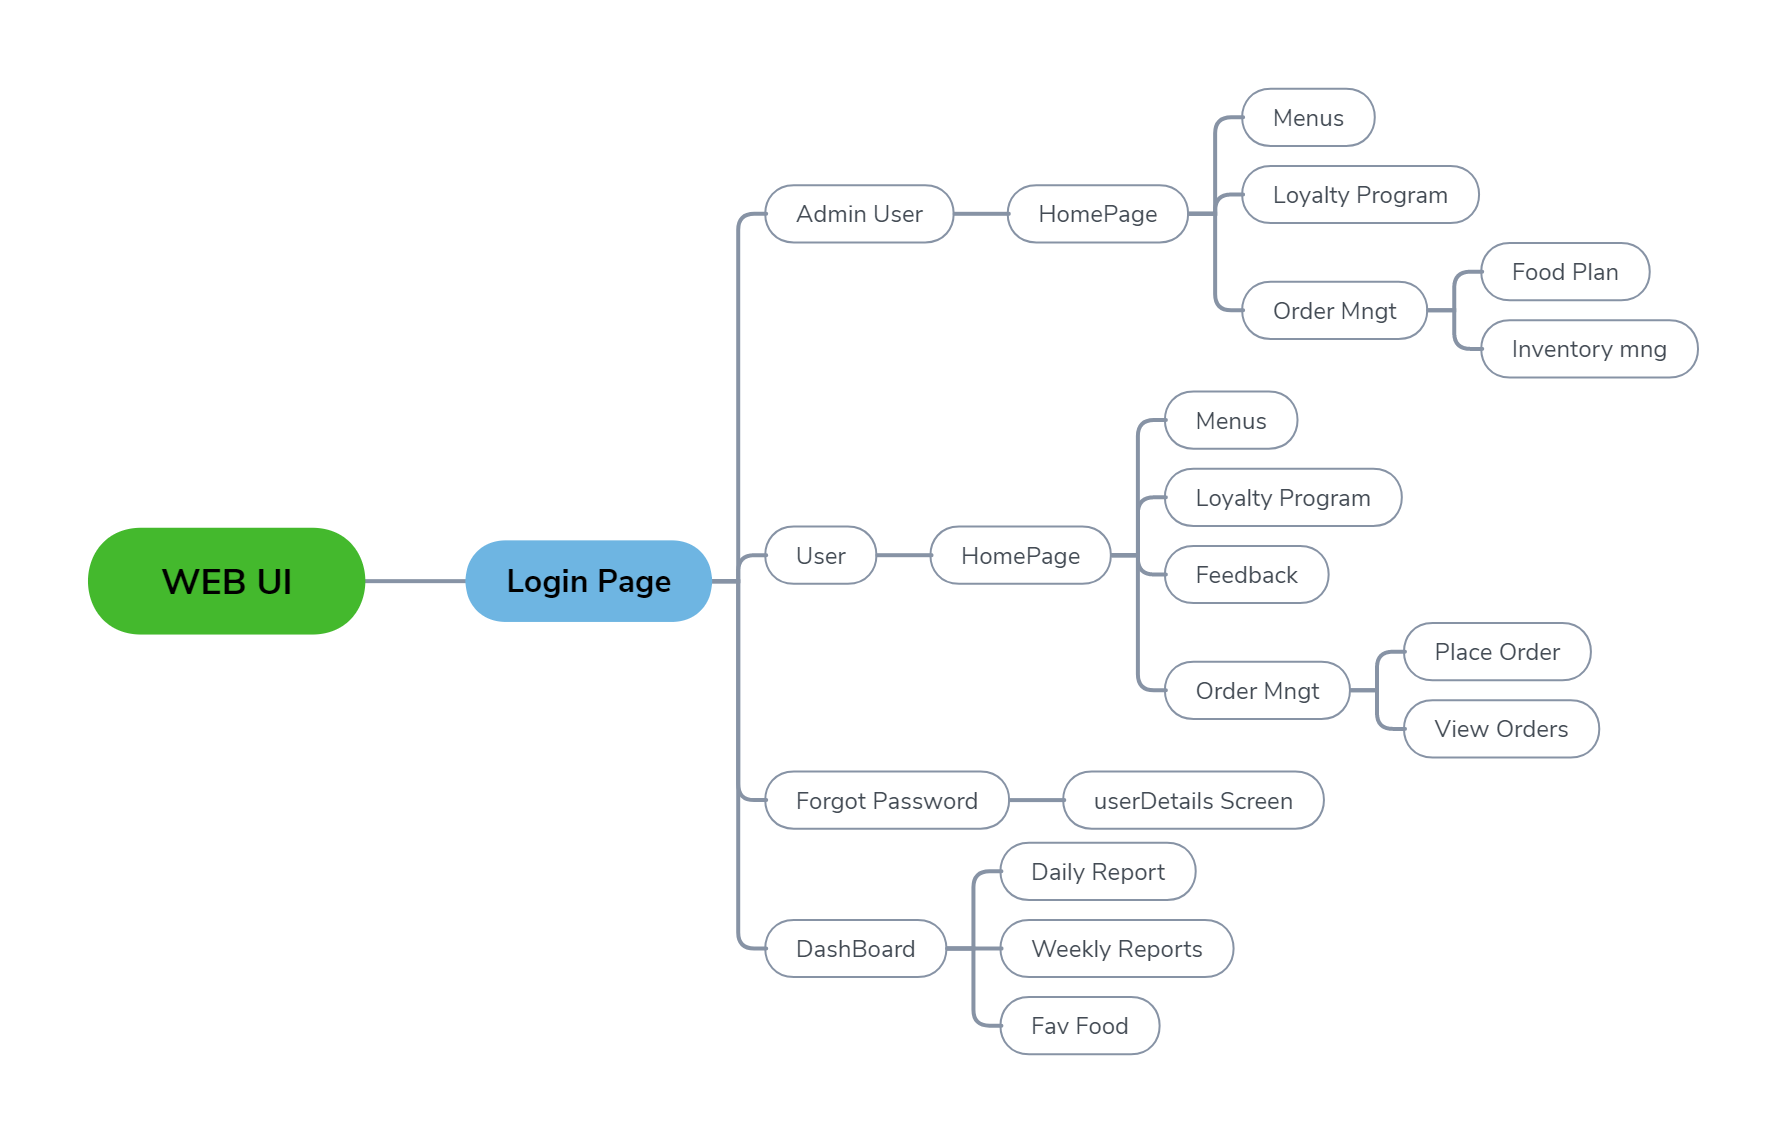 WEB UI
Login Page
Admin User
HomePage
Menus
Loyalty Program
Order Mngt
Food Plan
Inventory mng
User
HomePage
Menus
Loyalty Program
Feedback
Order Mngt
Place Order
View Orders
Forgot Password
userDetails Screen
DashBoard
Daily Report
Weekly Reports
Fav Food